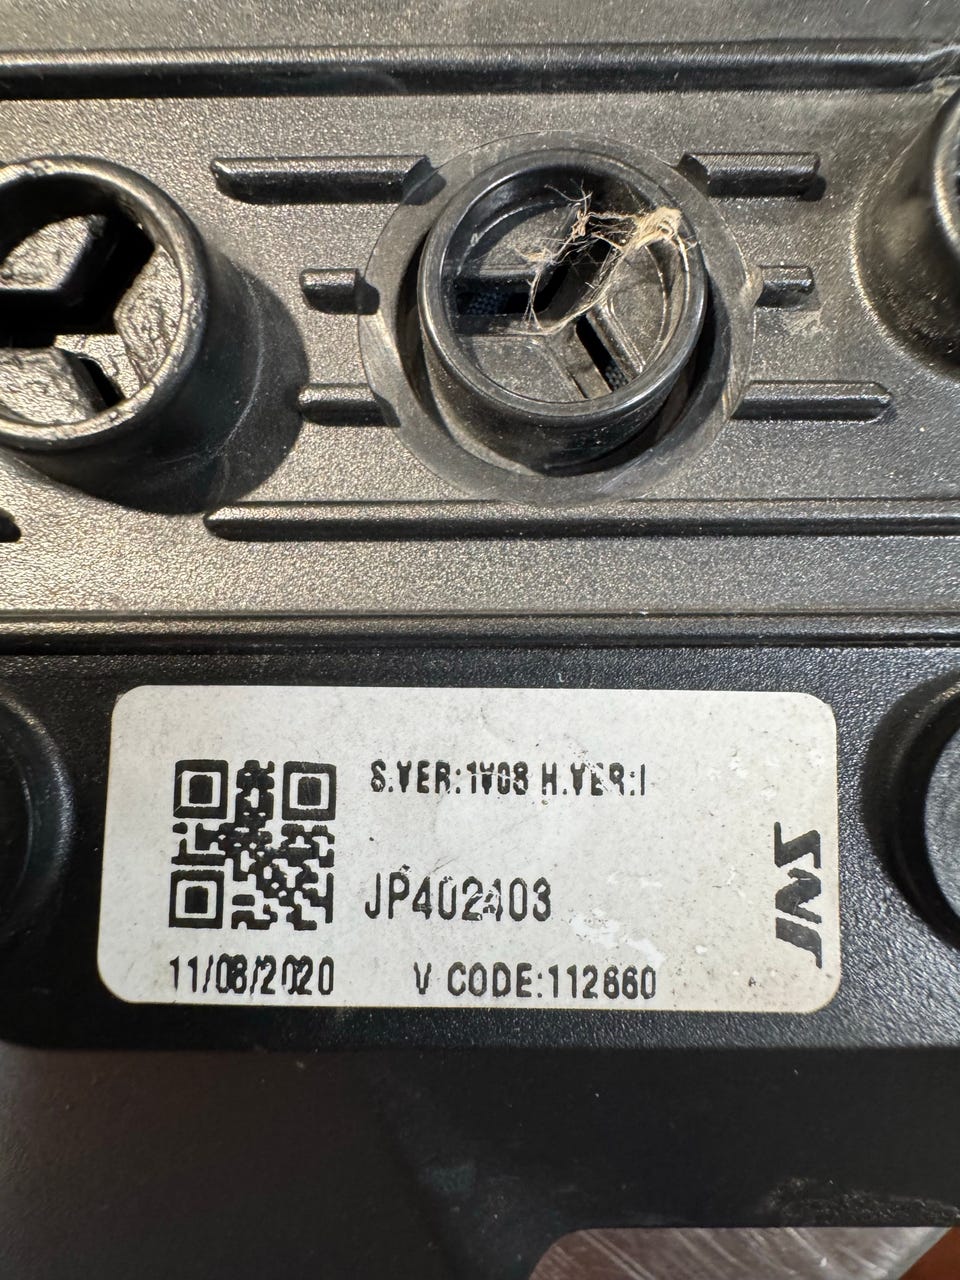 S.VER:1V08 H.VER:I
JP402403
11/08/2020 V CODE:112660